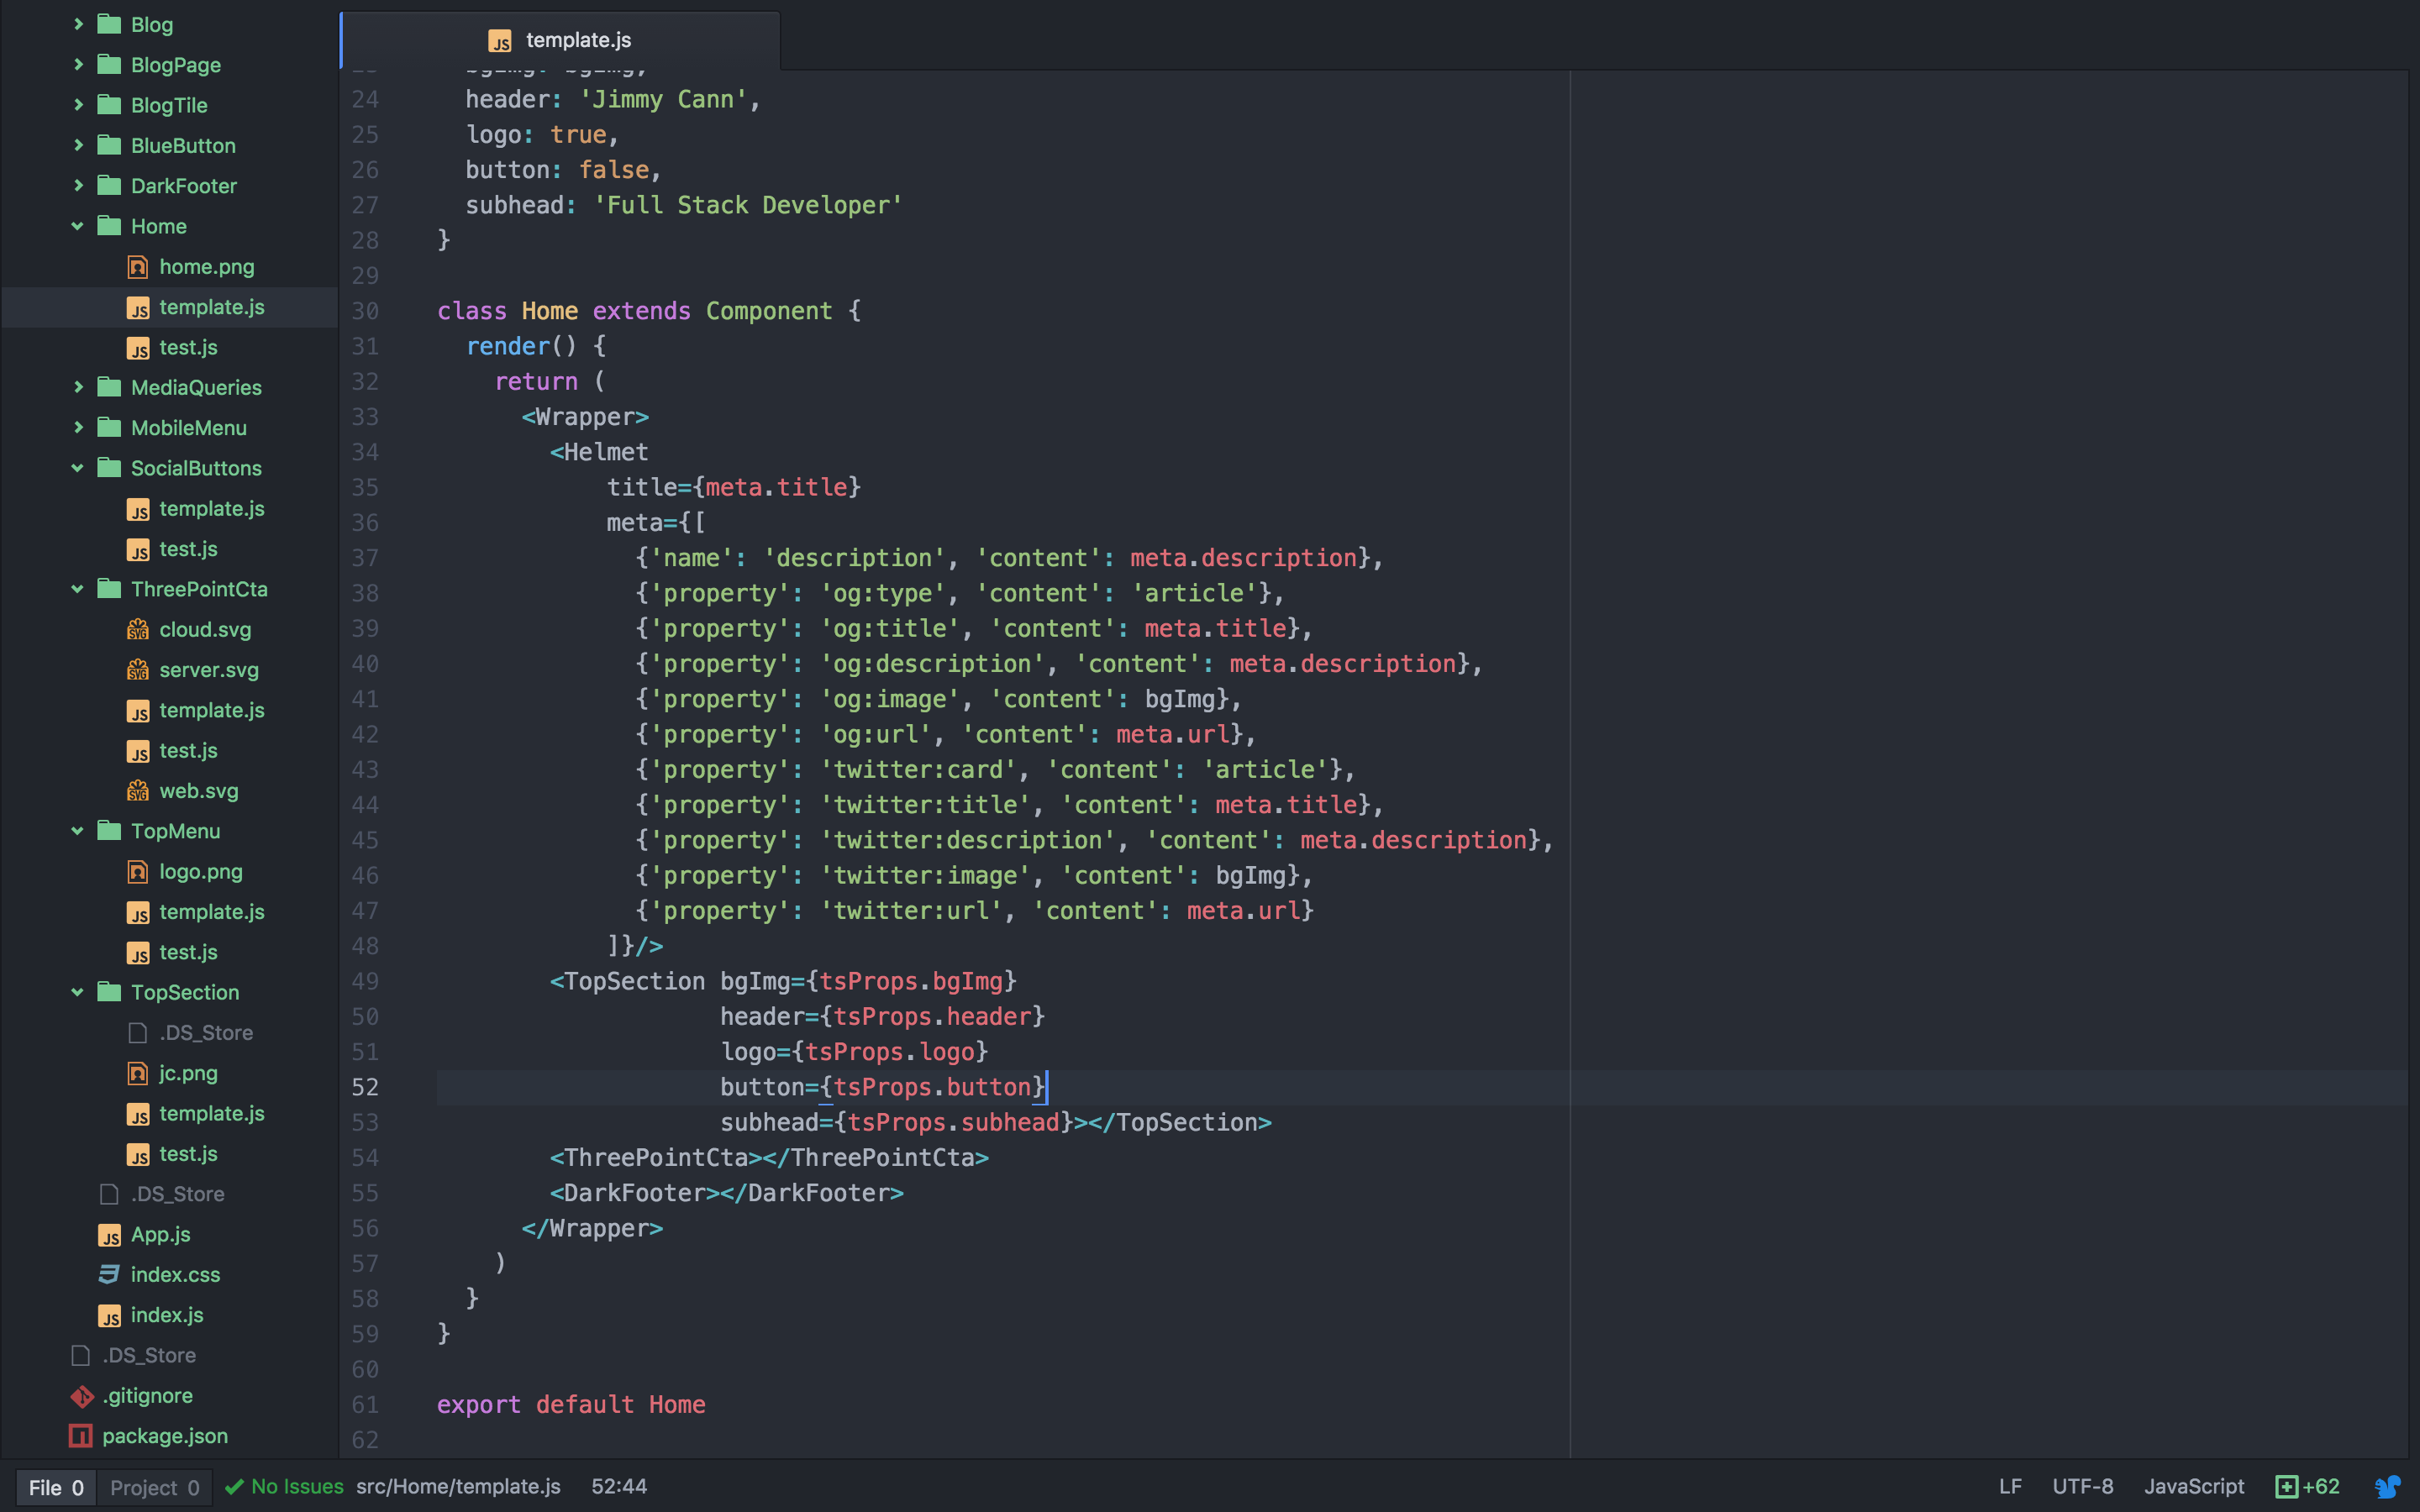 Blog
BlogPage
BlogTile
BlueButton
DarkFooter
Home
home.png
template.js
test.js
MediaQueries
MobileMenu
SocialButtons
template.js
test.js
ThreePointCta
cloud.svg
server.svg
template.js
test.js
web.svg
TopMenu
logo.png
template.js
test.js
TopSection
.DS_Store
jc.png
template.js
test.js
.DS_Store
App.js
index.css
index.js
.DS_Store
.gitignore
package.json
template.js
24 header: 'Jimmy Cann',
25 logo: true,
26 button: false,
27 subhead: 'Full Stack Developer'
28 }
29
30 class Home extends Component {
31 render() {
32 return (
33 <Wrapper>
34 <Helmet
35 title={meta.title}
36 meta={[
37 {'name': 'description', 'content': meta.description},
38 {'property': 'og:type', 'content': 'article'},
39 {'property': 'og:title', 'content': meta.title},
40 {'property': 'og:description', 'content': meta.description},
41 {'property': 'og:image', 'content': bgImg},
42 {'property': 'og:url', 'content': meta.url},
43 {'property': 'twitter:card', 'content': 'article'},
44 {'property': 'twitter:title', 'content': meta.title},
45 {'property': 'twitter:description', 'content': meta.description},
46 {'property': 'twitter:image', 'content': bgImg},
47 {'property': 'twitter:url', 'content': meta.url}
48 ]}/>
49 <TopSection bgImg={tsProps.bgImg}
50 header={tsProps.header}
51 logo={tsProps.logo}
52 button={tsProps.button}
53 subhead={tsProps.subhead}></TopSection>
54 <ThreePointCta></ThreePointCta>
55 <DarkFooter></DarkFooter>
56 </Wrapper>
57 )
58 }
59 }
60
61 export default Home
62
File 0 Project 0 No Issues src/Home/template.js 52:44 LF UTF-8 JavaScript +62